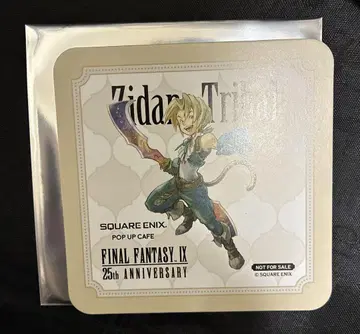 Zidane Tribal
SQUARE ENIX®
POP UP CAFE
FINAL FANTASY® IX
25th ANNIVERSARY
NOT FOR SALE
© SQUARE ENIX